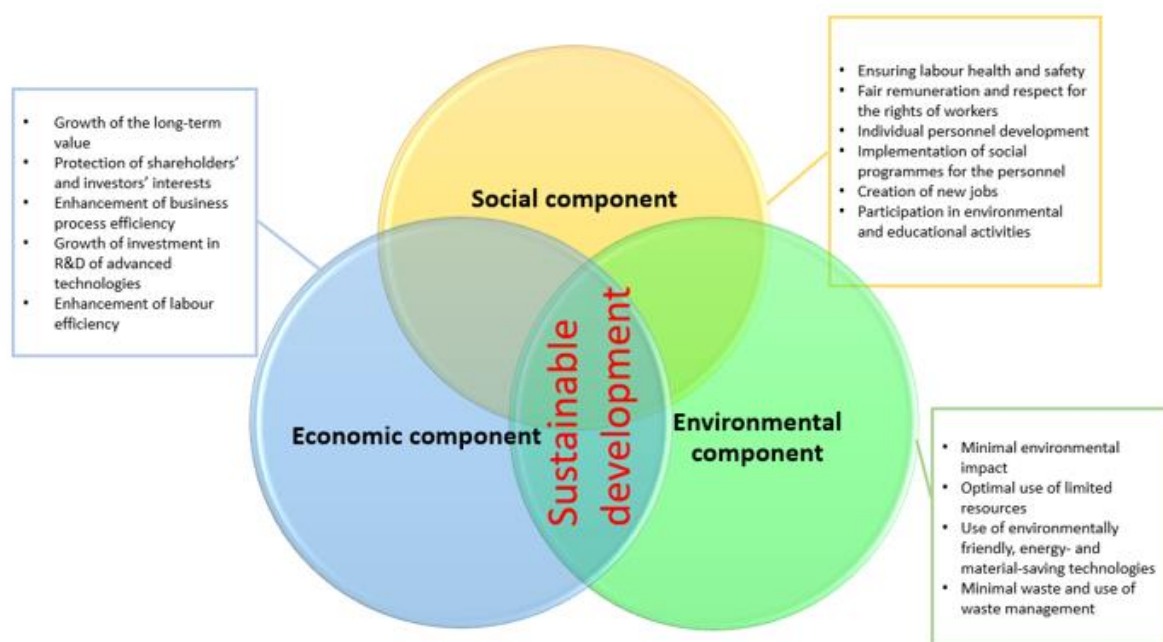 • Growth of the long-term
value
• Protection of shareholders'
and investors' interests
• Enhancement of business
process efficiency
• Growth of investment in
R&D of advanced
technologies
• Enhancement of labour
efficiency
Social component
• Ensuring labour health and safety
• Fair remuneration and respect for
the rights of workers
• Individual personnel development
• Implementation of social
programmes for the personnel
• Creation of new jobs
• Participation in environmental
and educational activities
Economic component
Sustainable
development
Environmental
component
• Minimal environmental
impact
• Optimal use of limited
resources
• Use of environmentally
friendly, energy- and
material-saving technologies
• Minimal waste and use of
waste management